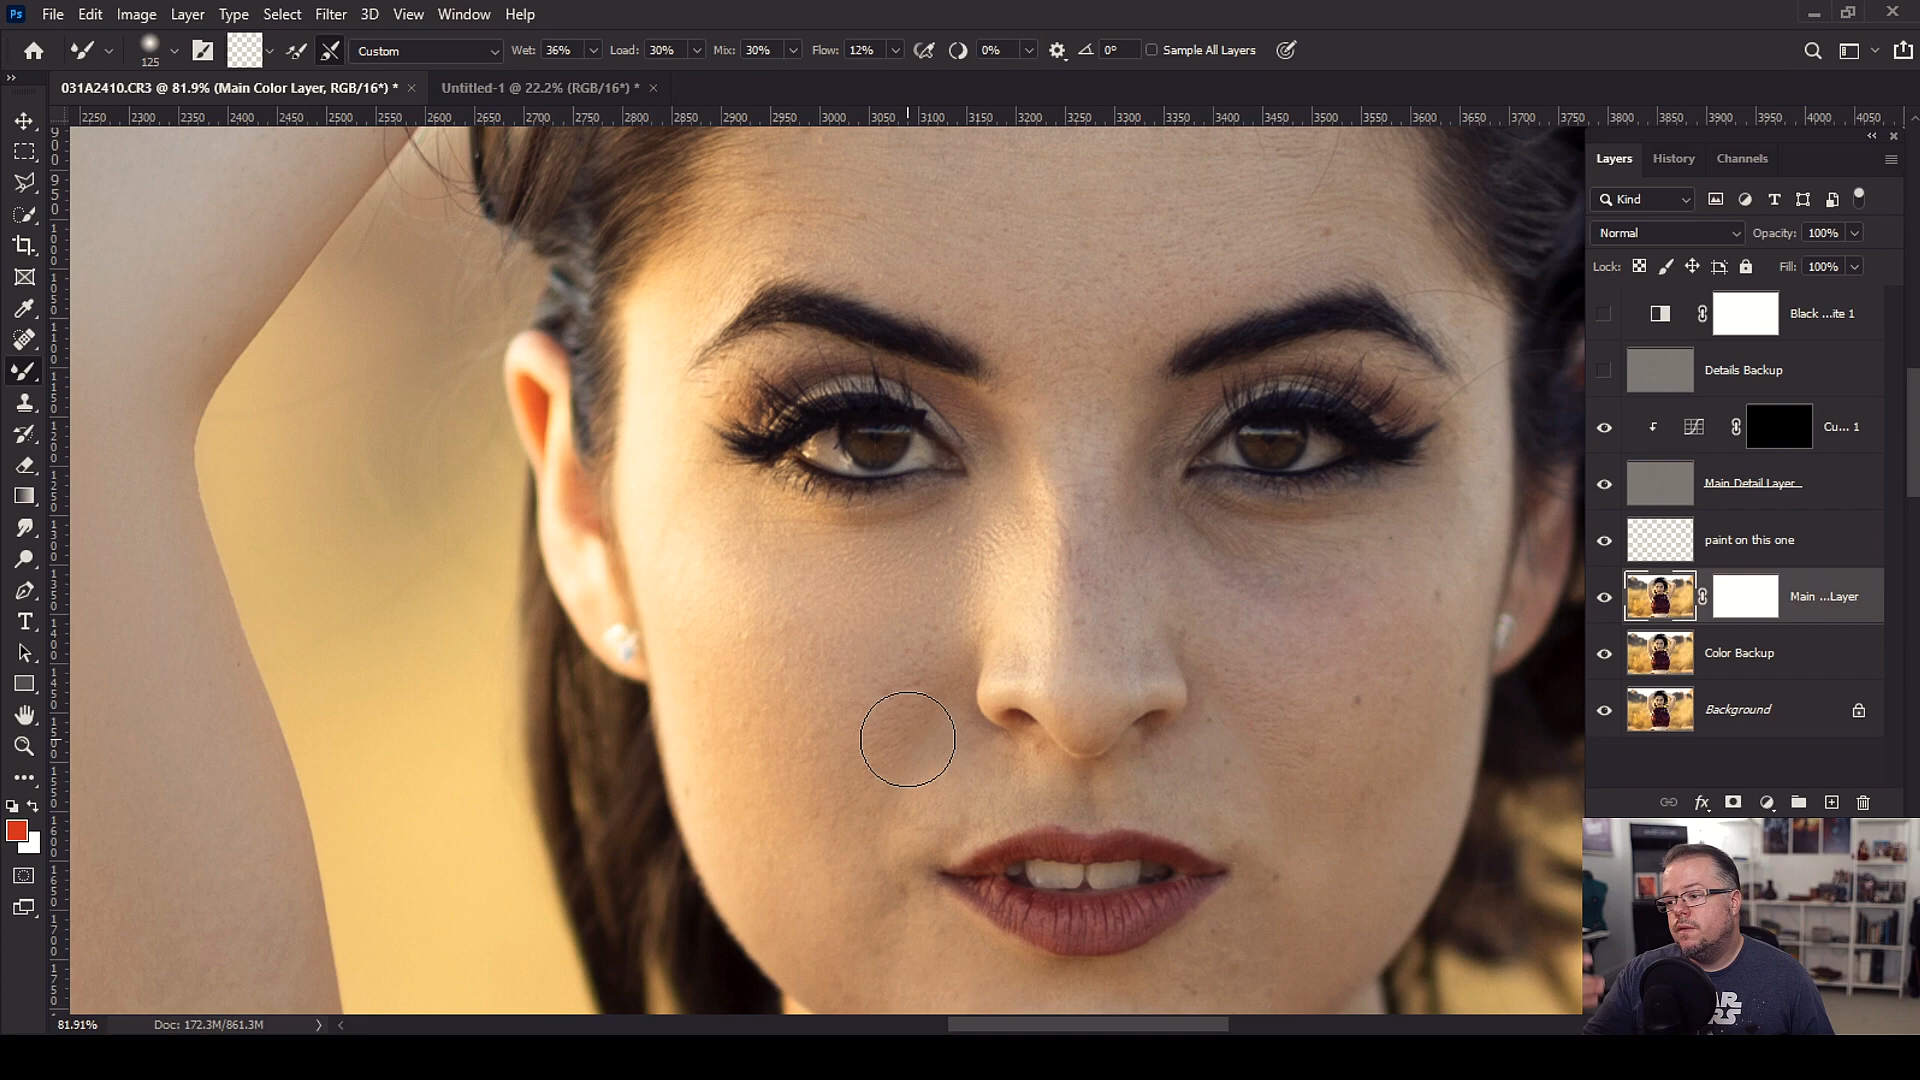 Ps File Edit Image Layer Type Select Filter 3D View Window Help
125 Custom Wet: 36% Load: 30% Mix: 30% Flow: 12% 0% 0° Sample All Layers
031A2410.CR3 @ 81.9% (Main Color Layer, RGB/16*) * Untitled-1 @ 22.2% (RGB/16*) *
2250 2300 2350 2400 2450 2500 2550 2600 2650 2700 2750 2800 2850 2900 2950 3000 3050 3100 3150 3200 3250 3300 3350 3400 3450 3500 3550 3600 3650 3700 3750 3800 3850 3900 3950 4000 4050
Layers History Channels
Kind
Normal Opacity: 100%
Lock: Fill: 100%
Black ...ite 1
Details Backup
Cu... 1
Main Detail Layer
paint on this one
Main ...Layer
Color Backup
Background
fx
81.91% Doc: 172.3M/861.3M